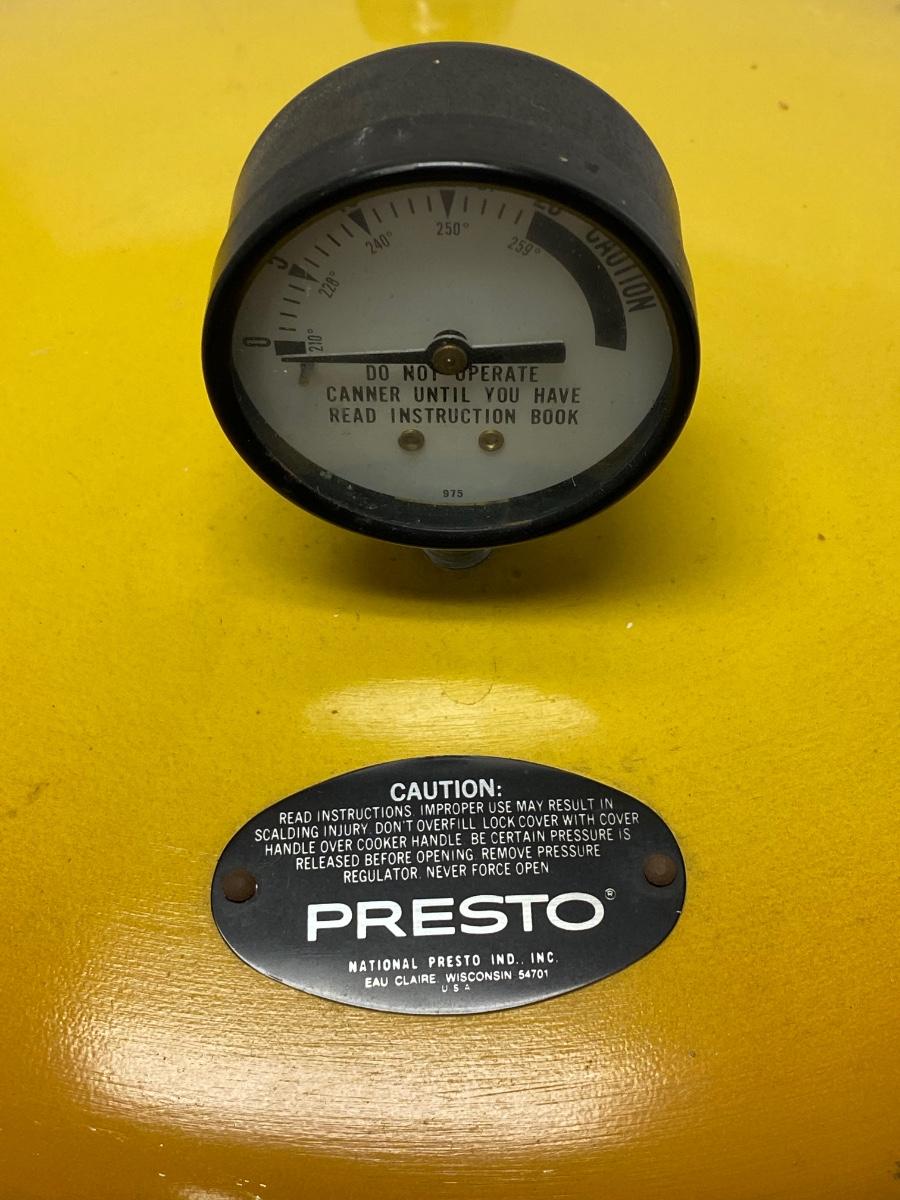 0
5
10
20
210°
228°
240°
250°
259°
CAUTION
DO NOT OPERATE
CANNER UNTIL YOU HAVE
READ INSTRUCTION BOOK
975
CAUTION:
READ INSTRUCTIONS. IMPROPER USE MAY RESULT IN
SCALDING INJURY. DON'T OVERFILL. LOCK COVER WITH COVER
HANDLE OVER COOKER HANDLE. BE CERTAIN PRESSURE IS
RELEASED BEFORE OPENING. REMOVE PRESSURE
REGULATOR. NEVER FORCE OPEN
PRESTO®
NATIONAL PRESTO IND., INC.
EAU CLAIRE, WISCONSIN 54701
U S A